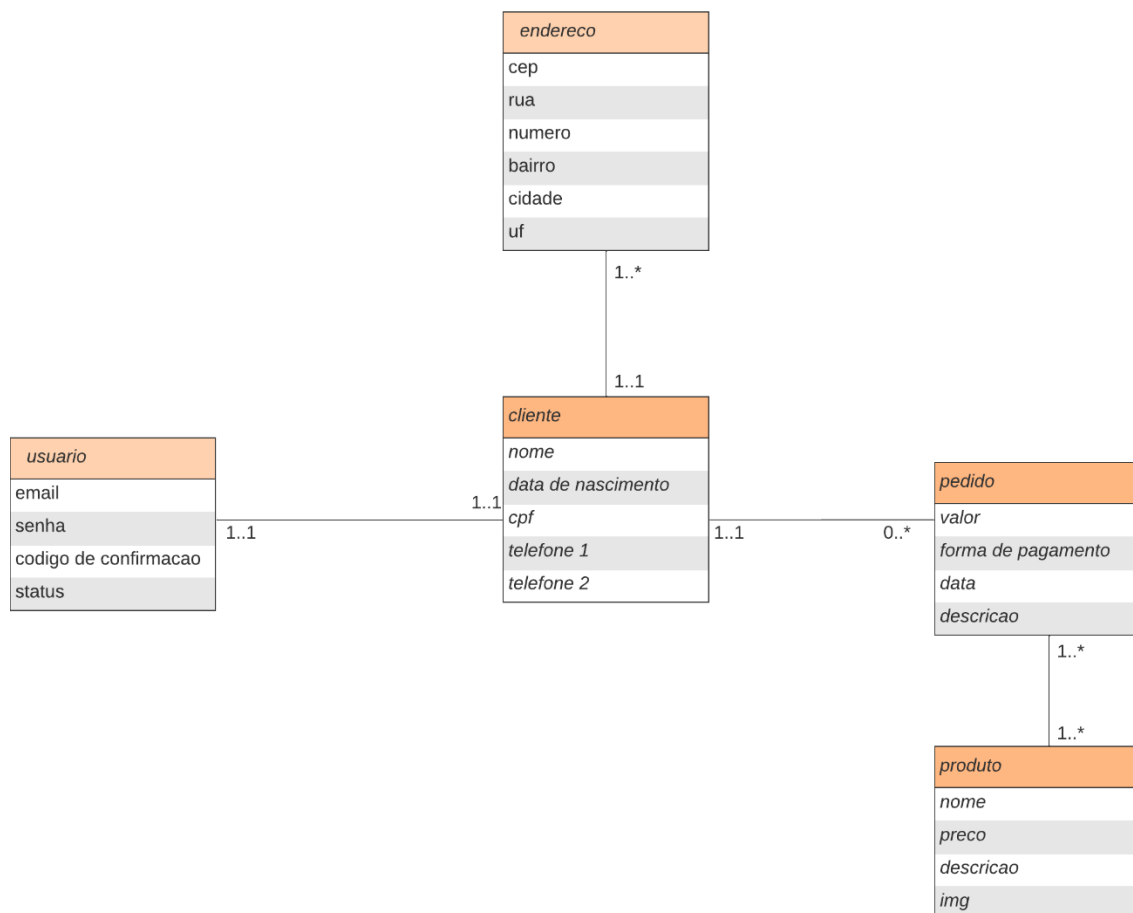 endereco
cep
rua
numero
bairro
cidade
uf
1..*
1..1
cliente
nome
data de nascimento
cpf
telefone 1
telefone 2
usuario
email
senha
codigo de confirmacao
status
1..1
1..1
1..1
0..*
pedido
valor
forma de pagamento
data
descricao
1..*
1..*
produto
nome
preco
descricao
img